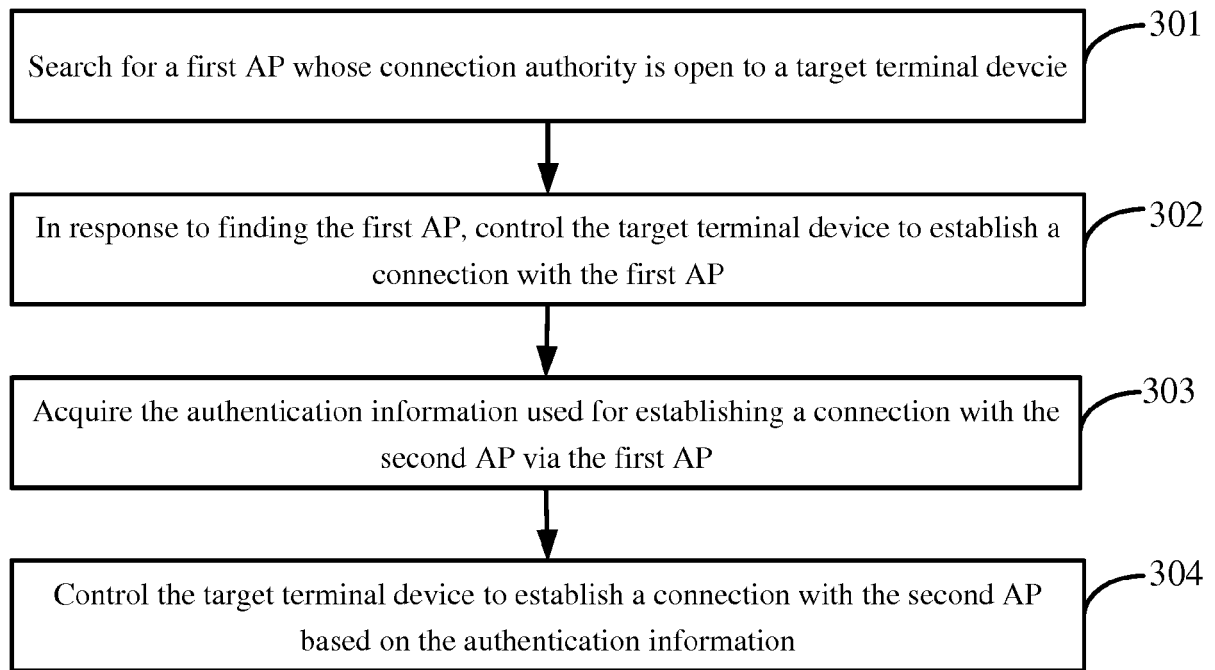 301
Search for a first AP whose connection authority is open to a target terminal devcie
302
In response to finding the first AP, control the target terminal device to establish a
connection with the first AP
303
Acquire the authentication information used for establishing a connection with the
second AP via the first AP
304
Control the target terminal device to establish a connection with the second AP
based on the authentication information